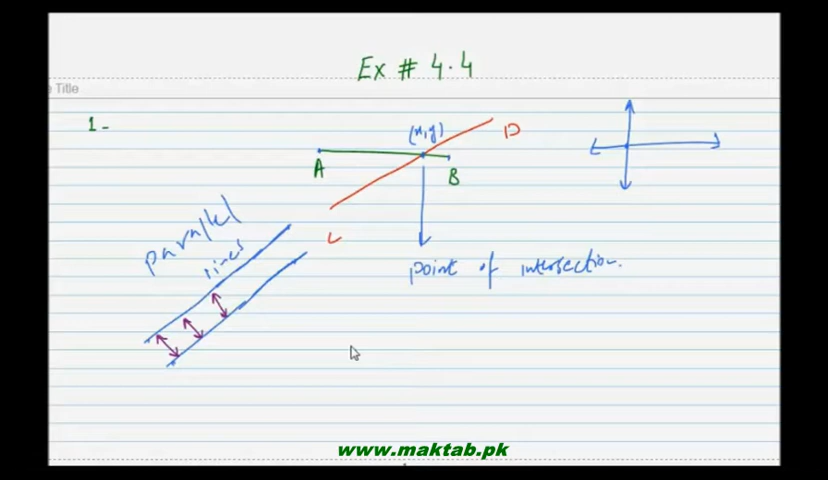 Ex # 4.4
Title
1-
(x,y)
D
A
B
C
parallel
lines
point of intersection.
www.maktab.pk